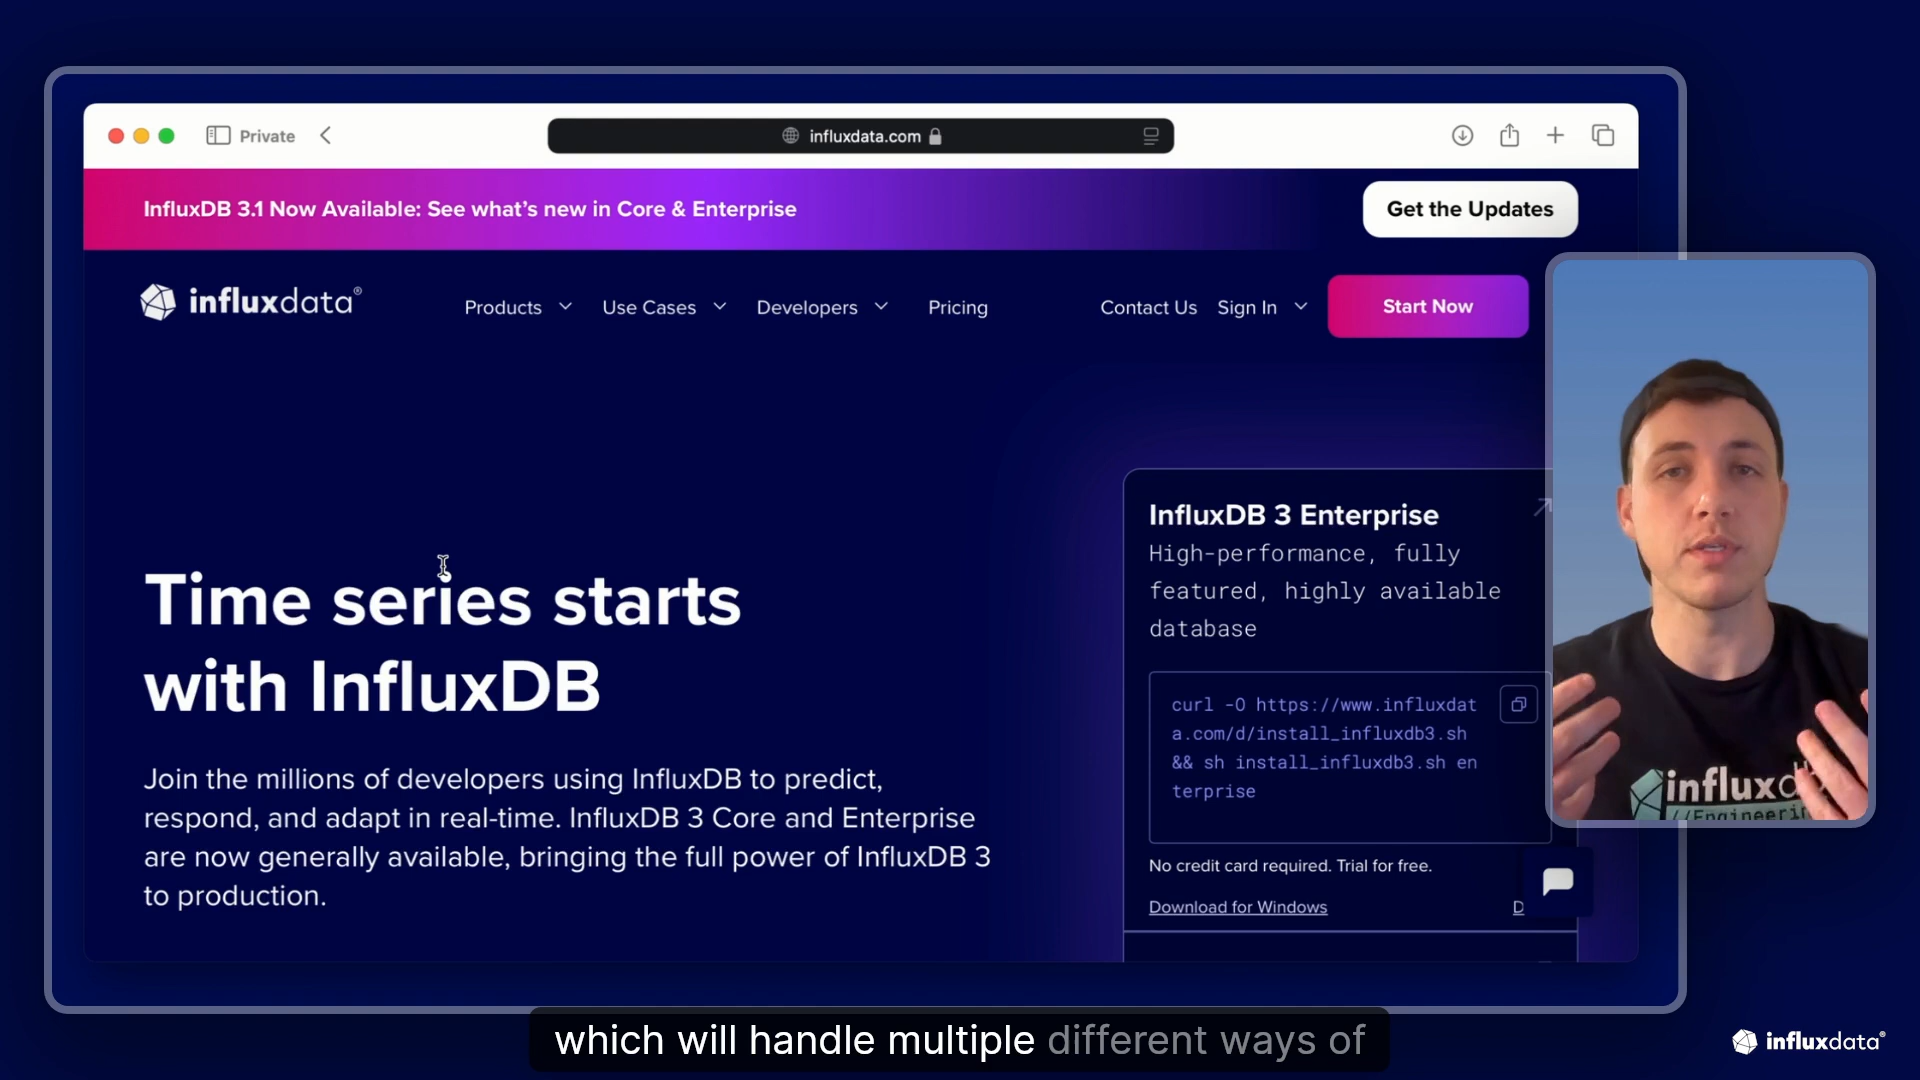 Private
influxdata.com
InfluxDB 3.1 Now Available: See what's new in Core & Enterprise
Get the Updates
influxdata®
Products
Use Cases
Developers
Pricing
Contact Us
Sign In
Start Now
Time series starts
with InfluxDB
Join the millions of developers using InfluxDB to predict,
respond, and adapt in real-time. InfluxDB 3 Core and Enterprise
are now generally available, bringing the full power of InfluxDB 3
to production.
InfluxDB 3 Enterprise
High-performance, fully
featured, highly available
database
curl -O https://www.influxdat
a.com/d/install_influxdb3.sh
&& sh install_influxdb3.sh en
terprise
No credit card required. Trial for free.
Download for Windows
D
influxd
//Engineerin
which will handle multiple different ways of
influxdata®